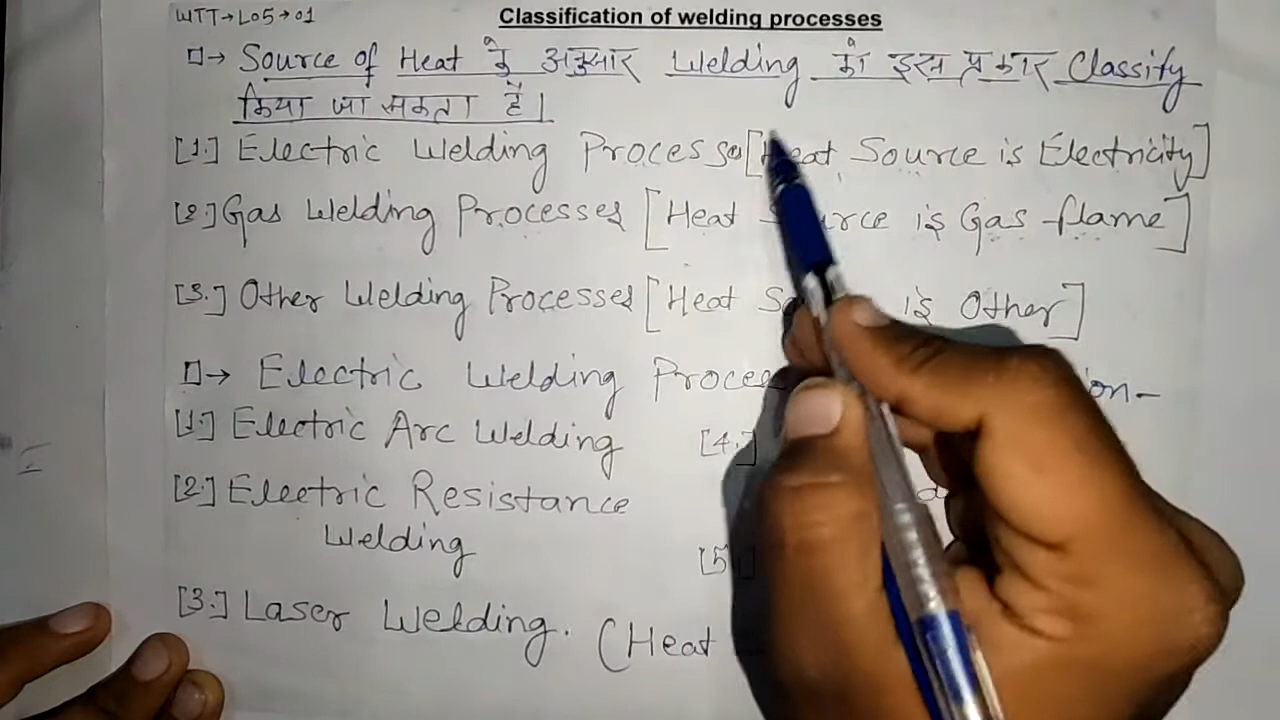 WTT→L05→01
Classification of welding processes
□→ Source of Heat के अनुसार Welding को इस प्रकार Classify
किया जा सकता है।
[1.] Electric Welding Processes [Heat Source is Electricity]
[2.] Gas Welding Processes [Heat Source is Gas-flame]
[3.] Other Welding Processes [Heat is Other]
□→ Electric Welding
[1.] Electric Arc Welding [4.]
[2.] Electric Resistance
Welding
[5.]
[3.] Laser Welding. (Heat